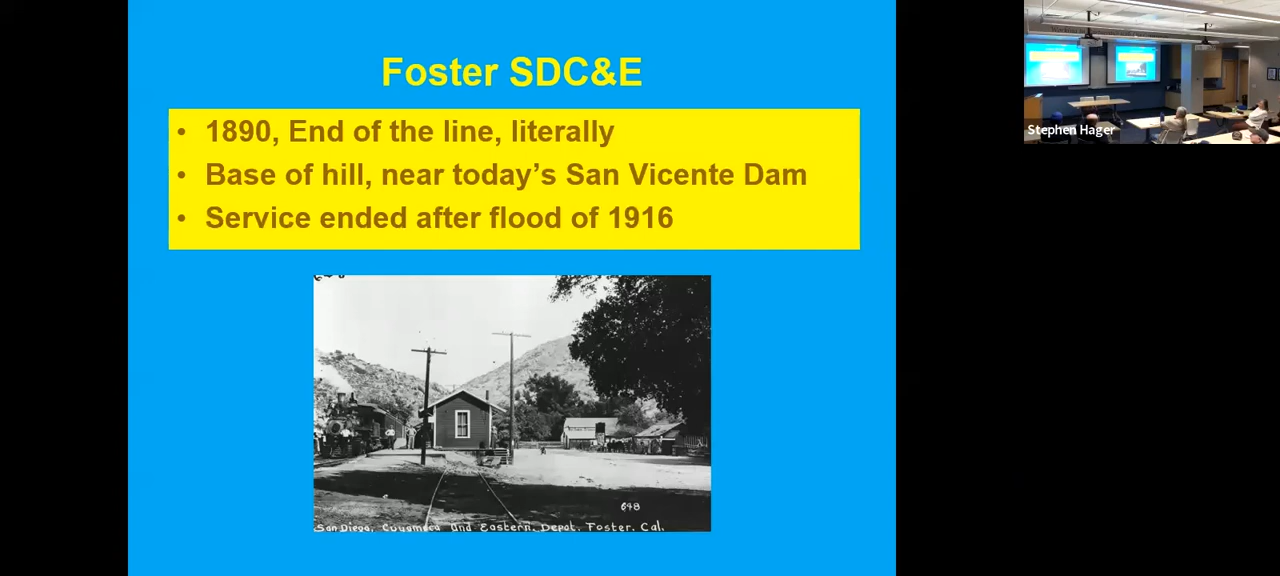 Foster SDC&E
• 1890, End of the line, literally
• Base of hill, near today's San Vicente Dam
• Service ended after flood of 1916
648
San Diego, Cuyamaca and Eastern, Depot, Foster, Cal.
Stephen Hager